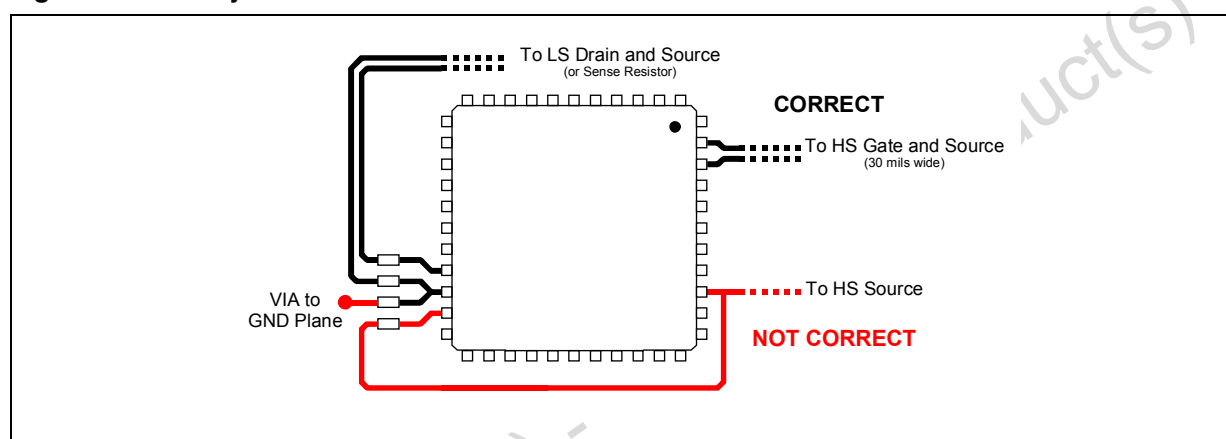 To LS Drain and Source
(or Sense Resistor)
CORRECT
To HS Gate and Source
(30 mils wide)
VIA to
GND Plane
To HS Source
NOT CORRECT